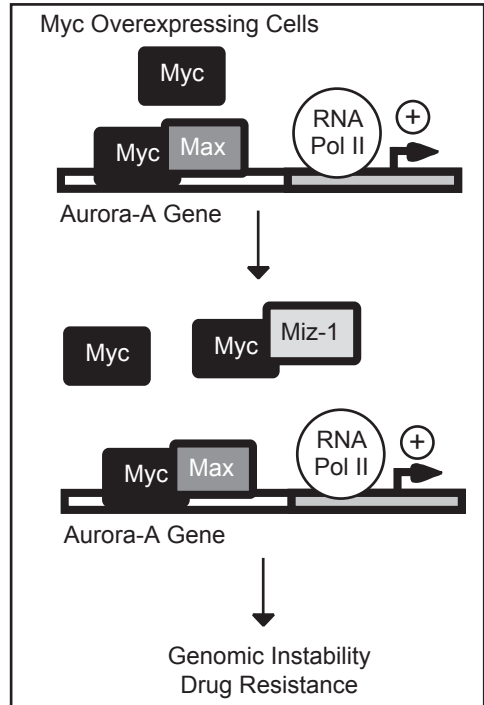 Myc Overexpressing Cells
Myc
Myc Max
RNA
Pol II
+
Aurora-A Gene
Myc
Myc
Miz-1
Myc Max
RNA
Pol II
+
Aurora-A Gene
Genomic Instability
Drug Resistance